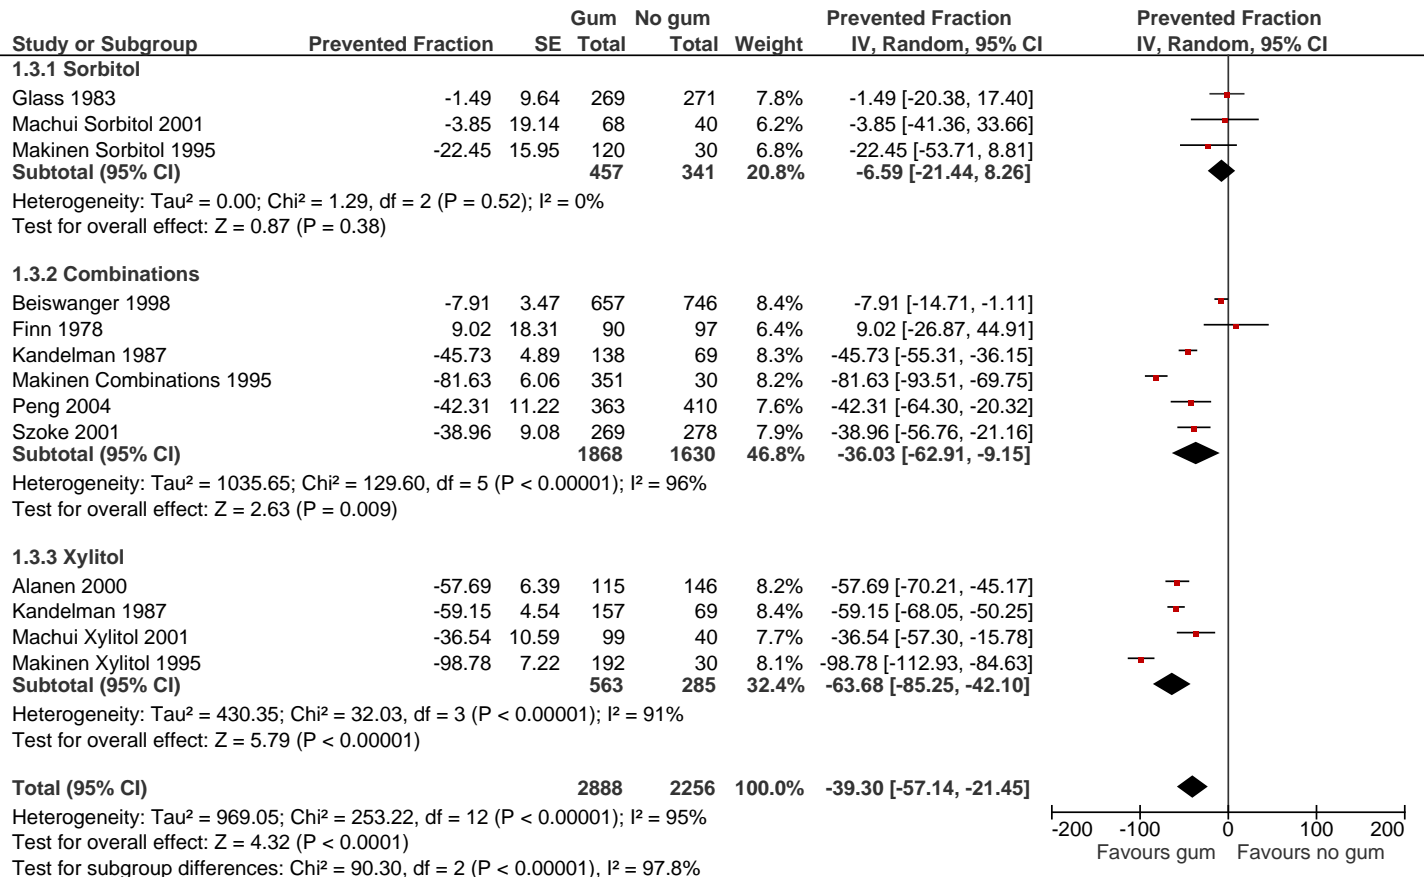 Gum No gum Prevented Fraction Prevented Fraction
Study or Subgroup Prevented Fraction SE Total Total Weight IV, Random, 95% CI IV, Random, 95% CI
1.3.1 Sorbitol
Glass 1983 -1.49 9.64 269 271 7.8% -1.49 [-20.38, 17.40]
Machui Sorbitol 2001 -3.85 19.14 68 40 6.2% -3.85 [-41.36, 33.66]
Makinen Sorbitol 1995 -22.45 15.95 120 30 6.8% -22.45 [-53.71, 8.81]
Subtotal (95% CI) 457 341 20.8% -6.59 [-21.44, 8.26]
Heterogeneity: Tau² = 0.00; Chi² = 1.29, df = 2 (P = 0.52); I² = 0%
Test for overall effect: Z = 0.87 (P = 0.38)
1.3.2 Combinations
Beiswanger 1998 -7.91 3.47 657 746 8.4% -7.91 [-14.71, -1.11]
Finn 1978 9.02 18.31 90 97 6.4% 9.02 [-26.87, 44.91]
Kandelman 1987 -45.73 4.89 138 69 8.3% -45.73 [-55.31, -36.15]
Makinen Combinations 1995 -81.63 6.06 351 30 8.2% -81.63 [-93.51, -69.75]
Peng 2004 -42.31 11.22 363 410 7.6% -42.31 [-64.30, -20.32]
Szoke 2001 -38.96 9.08 269 278 7.9% -38.96 [-56.76, -21.16]
Subtotal (95% CI) 1868 1630 46.8% -36.03 [-62.91, -9.15]
Heterogeneity: Tau² = 1035.65; Chi² = 129.60, df = 5 (P < 0.00001); I² = 96%
Test for overall effect: Z = 2.63 (P = 0.009)
1.3.3 Xylitol
Alanen 2000 -57.69 6.39 115 146 8.2% -57.69 [-70.21, -45.17]
Kandelman 1987 -59.15 4.54 157 69 8.4% -59.15 [-68.05, -50.25]
Machui Xylitol 2001 -36.54 10.59 99 40 7.7% -36.54 [-57.30, -15.78]
Makinen Xylitol 1995 -98.78 7.22 192 30 8.1% -98.78 [-112.93, -84.63]
Subtotal (95% CI) 563 285 32.4% -63.68 [-85.25, -42.10]
Heterogeneity: Tau² = 430.35; Chi² = 32.03, df = 3 (P < 0.00001); I² = 91%
Test for overall effect: Z = 5.79 (P < 0.00001)
Total (95% CI) 2888 2256 100.0% -39.30 [-57.14, -21.45]
Heterogeneity: Tau² = 969.05; Chi² = 253.22, df = 12 (P < 0.00001); I² = 95%
Test for overall effect: Z = 4.32 (P < 0.0001)
Test for subgroup differences: Chi² = 90.30, df = 2 (P < 0.00001), I² = 97.8%
-200 -100 0 100 200
Favours gum Favours no gum